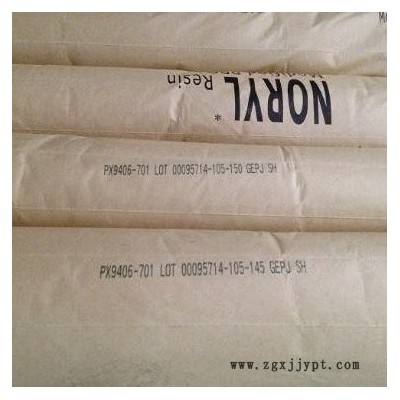 NORYL*
Resin
PX9406-701 LOT 00095714-105-150 GEPJ SH
PX9406-701 LOT 00095714-105-145 GEPJ SH
www.zgxjjypt.com